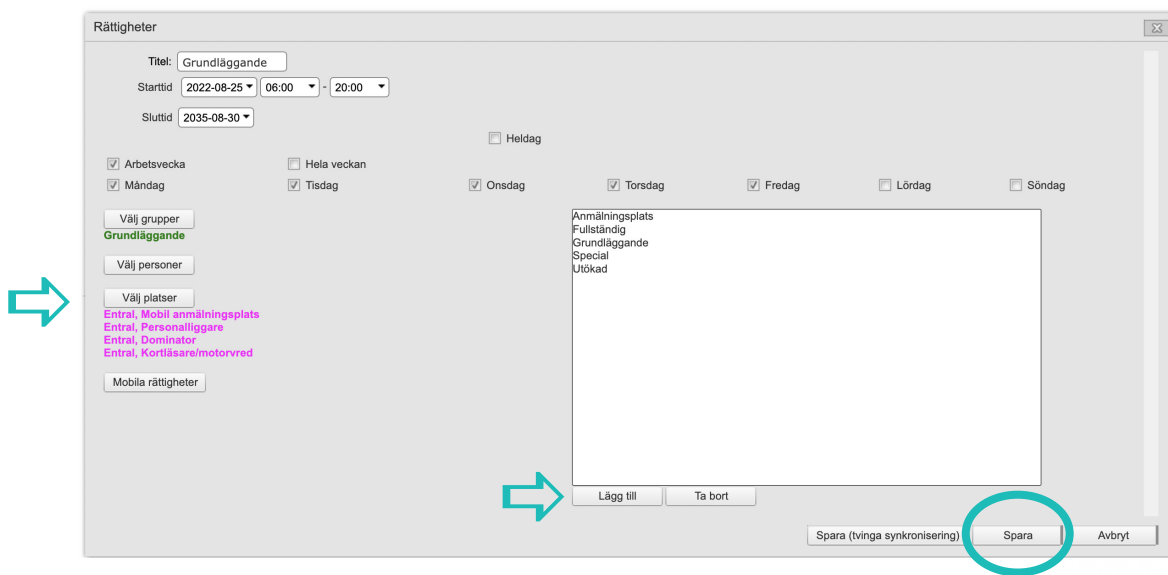 Rättigheter
Titel: Grundläggande
Starttid 2022-08-25 06:00 - 20:00
Sluttid 2035-08-30
Heldag
Arbetsvecka Hela veckan
Måndag Tisdag Onsdag Torsdag Fredag Lördag Söndag
Välj grupper
Grundläggande
Välj personer
Välj platser
Entral, Mobil anmälningsplats
Entral, Personalliggare
Entral, Dominator
Entral, Kortläsare/motorvred
Mobila rättigheter
Anmälningsplats
Fullständig
Grundläggande
Special
Utökad
Lägg till Ta bort
Spara (tvinga synkronisering) Spara Avbryt